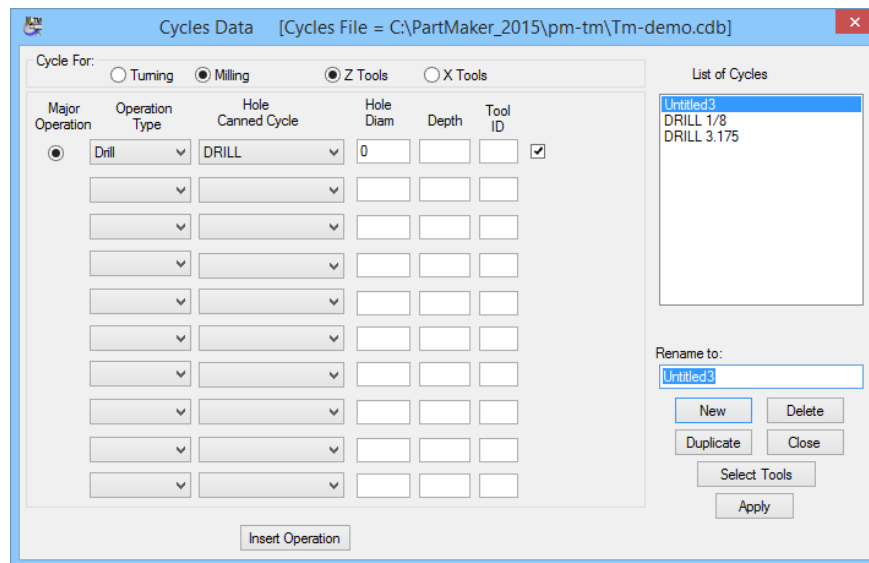 Cycles Data [Cycles File = C:\PartMaker_2015\pm-tm\Tm-demo.cdb]
Cycle For:
Turning Milling Z Tools X Tools
List of Cycles
Major Operation
Operation Type
Hole Canned Cycle
Hole Diam
Depth
Tool ID
Drill DRILL 0
Untitled3
DRILL 1/8
DRILL 3.175
Rename to:
Untitled3
New Delete
Duplicate Close
Select Tools
Apply
Insert Operation